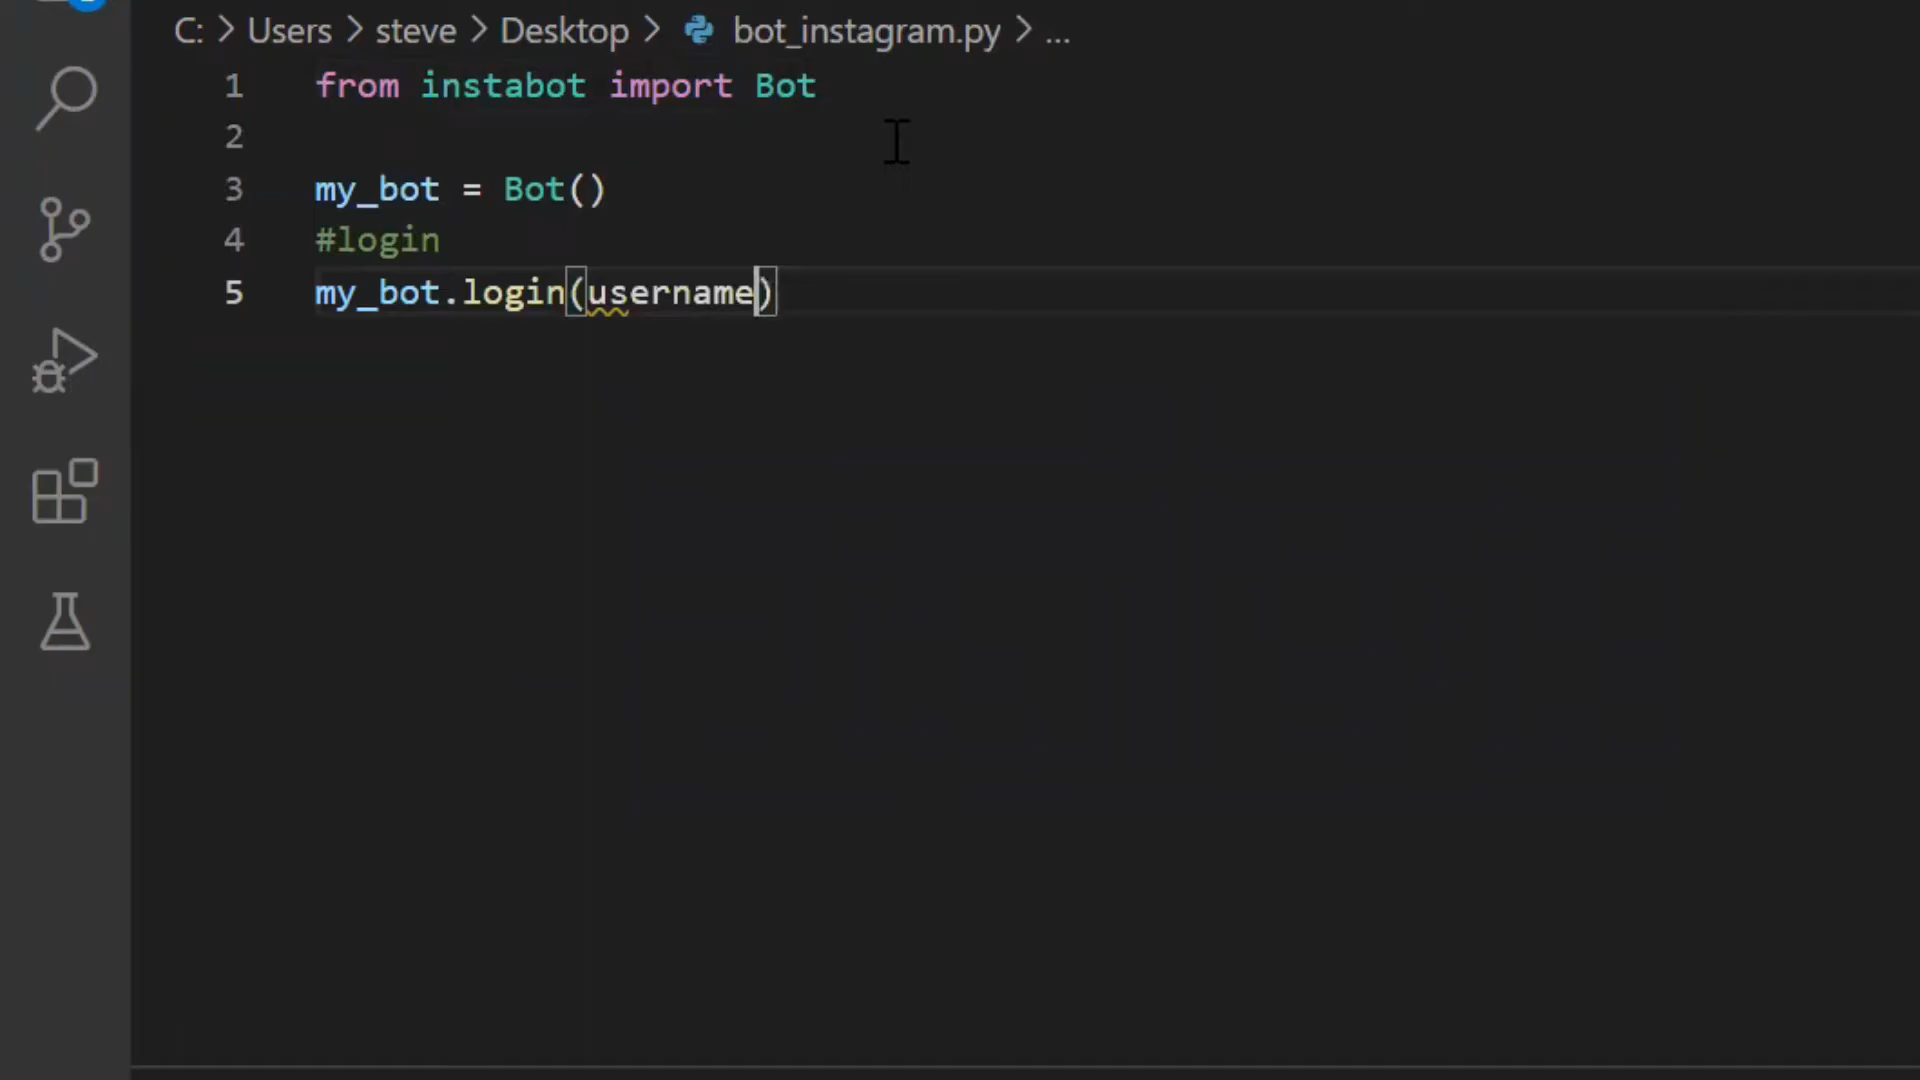 C: > Users > steve > Desktop > bot_instagram.py > ...
1 from instabot import Bot
2
3 my_bot = Bot()
4 #login
5 my_bot.login(username)